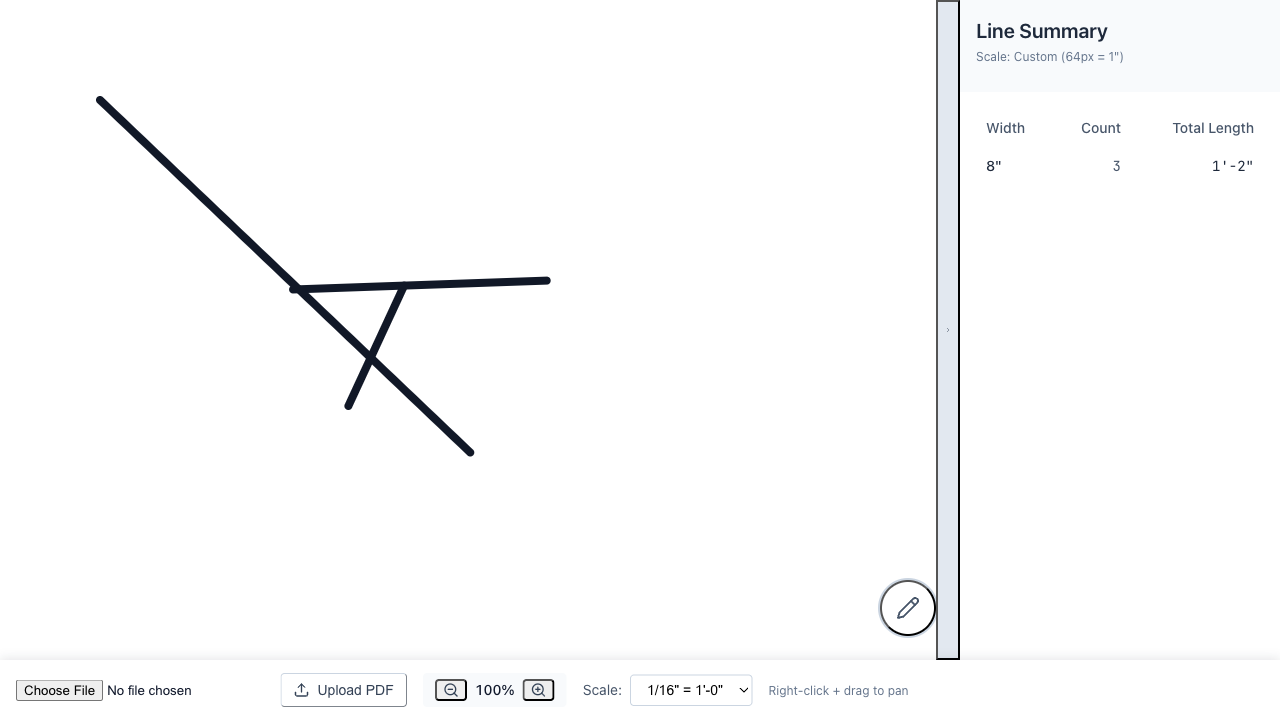 Line Summary
Scale: Custom (64px = 1")
Width Count Total Length
8" 3 1'-2"
Choose File No file chosen Upload PDF 100% Scale: 1/16" = 1'-0" Right-click + drag to pan